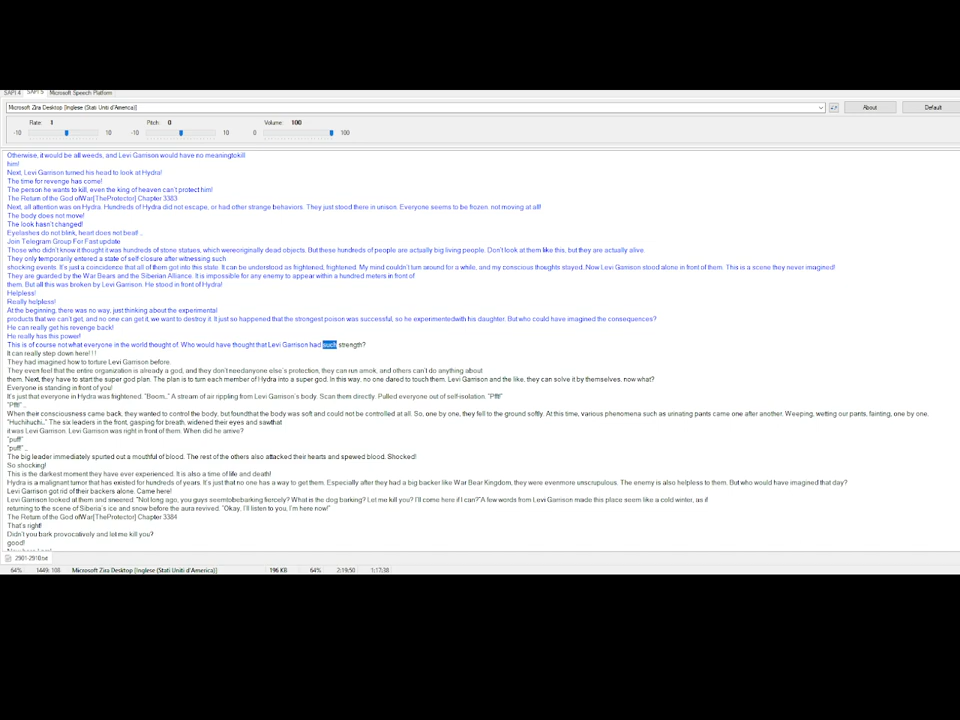 SAPI 4 SAPI 5 Microsoft Speech Platform
Microsoft Zira Desktop [Inglese (Stati Uniti d'America)] About Default
Rate: 1 Pitch: 0 Volume: 100
-10 10 -10 10 0 100
Otherwise, it would be all weeds, and Levi Garrison would have no meaningtokill
him!
Next, Levi Garrison turned his head to look at Hydra!
The time for revenge has come!
The person he wants to kill, even the king of heaven can't protect him!
The Return of the God ofWar[TheProtector] Chapter 3383
Next, all attention was on Hydra. Hundreds of Hydra did not escape, or had other strange behaviors. They just stood there in unison. Everyone seems to be frozen. not moving at all!
The body does not move!
The look hasn't changed!
Eyelashes do not blink, heart does not beat! ..
Join Telegram Group For Fast update
Those who didn't know it thought it was hundreds of stone statues, which wereoriginally dead objects. But these hundreds of people are actually big living people. Don't look at them like this, but they are actually alive.
They only temporarily entered a state of self-closure after witnessing such
shocking events. It's just a coincidence that all of them got into this state. It can be understood as frightened, frightened. My mind couldn't turn around for a while, and my conscious thoughts stayed. Now Levi Garrison stood alone in front of them. This is a scene they never imagined!
They are guarded by the War Bears and the Siberian Alliance. It is impossible for any enemy to appear within a hundred meters in front of
them. But all this was broken by Levi Garrison. He stood in front of Hydra!
Helpless!
Really helpless!
At the beginning, there was no way, just thinking about the experimental
products that we can't get, and no one can get it, we want to destroy it. It just so happened that the strongest poison was successful, so he experimentedwith his daughter. But who could have imagined the consequences?
He can really get his revenge back!
He really has this power!
This is of course not what everyone in the world thought of. Who would have thought that Levi Garrison had such strength?
It can really step down here! ! !
They had imagined how to torture Levi Garrison before.
They even feel that the entire organization is already a god, and they don't needanyone else's protection, they can run amok, and others can't do anything about
them. Next, they have to start the super god plan. The plan is to turn each member of Hydra into a super god. In this way, no one dared to touch them. Levi Garrison and the like, they can solve it by themselves, now what?
Everyone is standing in front of you!
It's just that everyone in Hydra was frightened. "Boom..." A stream of air rippling from Levi Garrison's body. Scan them directly. Pulled everyone out of self-isolation. "Pfft!"
"Pfft! ..
When their consciousness came back, they wanted to control the body, but foundthat the body was soft and could not be controlled at all. So, one by one, they fell to the ground softly. At this time, various phenomena such as urinating pants came one after another. Weeping, wetting our pants, fainting, one by one.
"Huchihuchi.." The six leaders in the front, gasping for breath, widened their eyes and sawthat
it was Levi Garrison. Levi Garrison was right in front of them. When did he arrive?
"puff!"
"puff! ..
The big leader immediately spurted out a mouthful of blood. The rest of the others also attacked their hearts and spewed blood. Shocked!
So shocking!
This is the darkest moment they have ever experienced. It is also a time of life and death!
Hydra is a malignant tumor that has existed for hundreds of years. It's just that no one has a way to get them. Especially after they had a big backer like War Bear Kingdom, they were evenmore unscrupulous. The enemy is also helpless to them. But who would have imagined that day?
Levi Garrison got rid of their backers alone. Came here!
Levi Garrison looked at them and sneered: "Not long ago, you guys seemtobebarking fiercely? What is the dog barking? Let me kill you? I'll come here if I can?"A few words from Levi Garrison made this place seem like a cold winter, as if
returning to the scene of Siberia's ice and snow before the aura revived. "Okay, I'll listen to you, I'm here now!"
The Return of the God ofWar[TheProtector] Chapter 3384
That's right!
Didn't you bark provocatively and let me kill you?
good!
2901-2910.txt
64% 1449: 108 Microsoft Zira Desktop [Inglese (Stati Uniti d'America)] 196 KB 64% 2:19:50 1:17:38